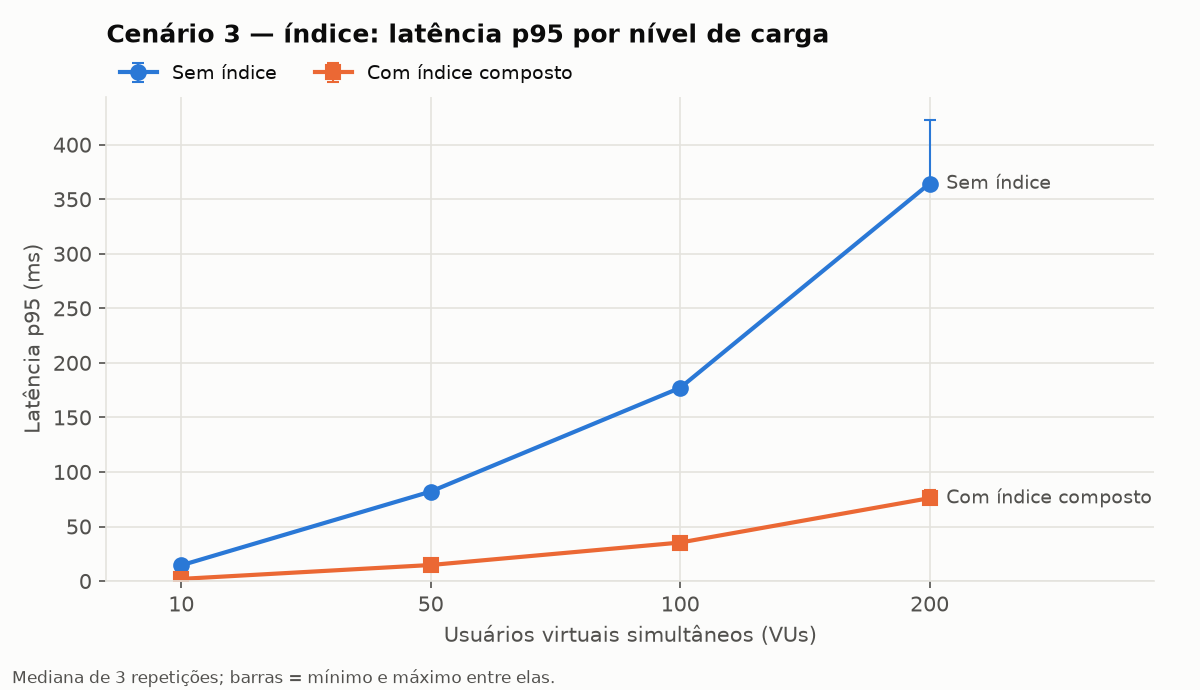 Cenário 3 — índice: latência p95 por nível de carga
Sem índice
Com índice composto
400
350
300
250
200
150
100
50
0
Latência p95 (ms)
Sem índice
Com índice composto
10
50
100
200
Usuários virtuais simultâneos (VUs)
Mediana de 3 repetições; barras = mínimo e máximo entre elas.